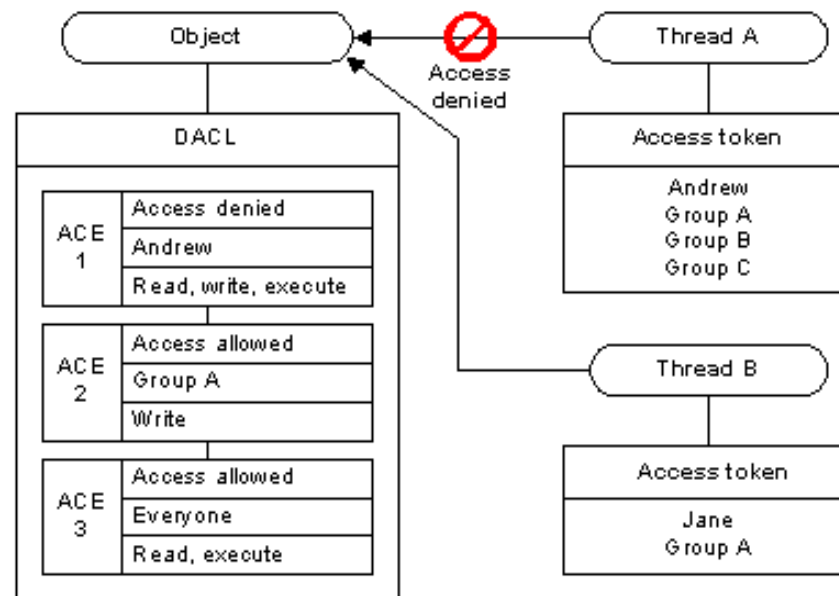 Object
Access
denied
Thread A
DACL
ACE
1
Access denied
Andrew
Read, write, execute
ACE
2
Access allowed
Group A
Write
ACE
3
Access allowed
Everyone
Read, execute
Access token
Andrew
Group A
Group B
Group C
Thread B
Access token
Jane
Group A